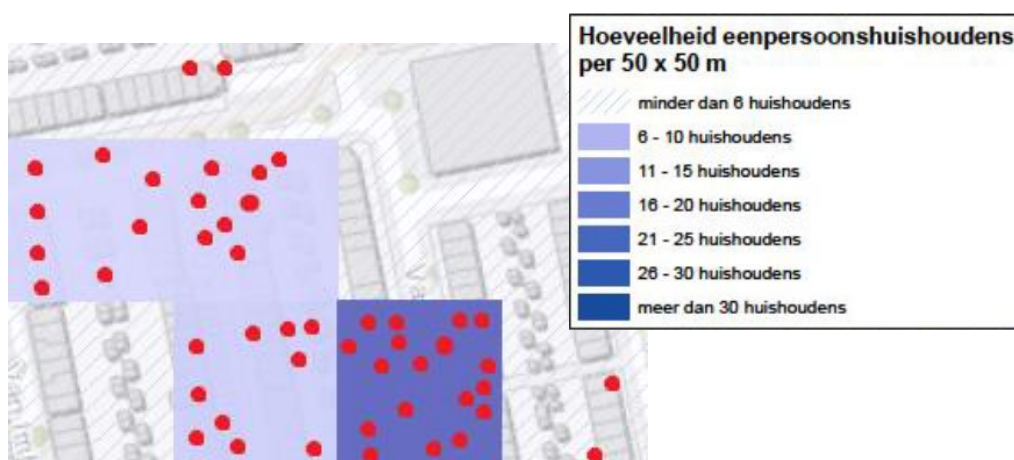 Hoeveelheid eenpersoonshuishoudens
per 50 x 50 m
minder dan 6 huishoudens
6 - 10 huishoudens
11 - 15 huishoudens
16 - 20 huishoudens
21 - 25 huishoudens
26 - 30 huishoudens
meer dan 30 huishoudens